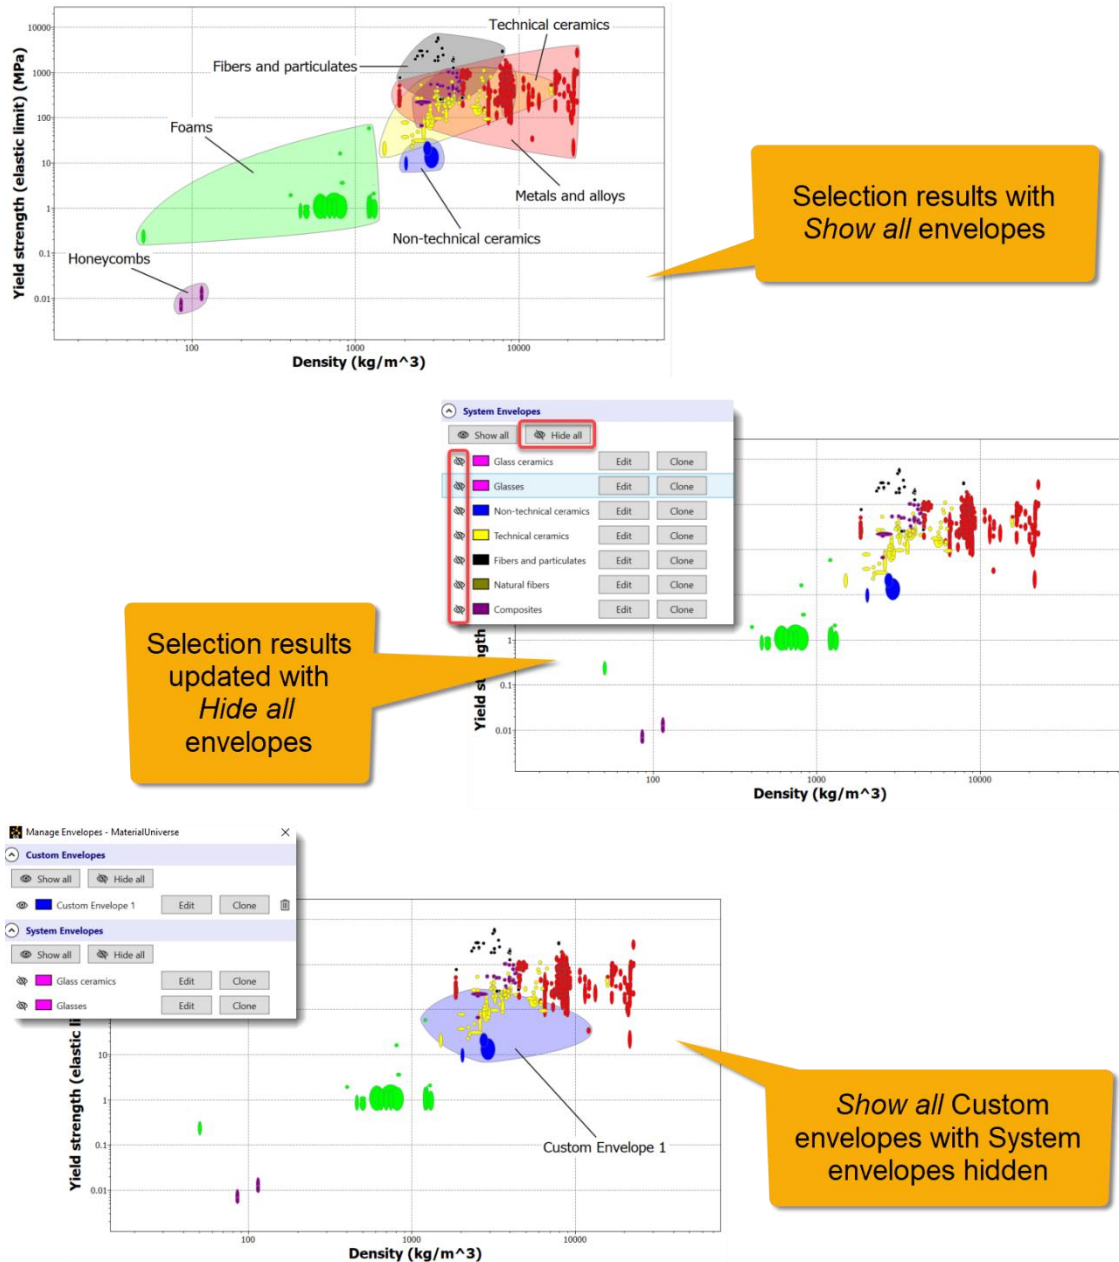 Yield strength (elastic limit) (MPa)
10000
1000
100
10
1
0.1
0.01
Technical ceramics
Fibers and particulates
Foams
Metals and alloys
Non-technical ceramics
Honeycombs
100
1000
10000
Density (kg/m^3)
Selection results with
Show all envelopes
System Envelopes
Show all
Hide all
Glass ceramics Edit Clone
Glasses Edit Clone
Non-technical ceramics Edit Clone
Technical ceramics Edit Clone
Fibers and particulates Edit Clone
Natural fibers Edit Clone
Composites Edit Clone
Selection results
updated with
Hide all
envelopes
Yield strength
1
0.1
0.01
100
1000
10000
Density (kg/m^3)
Manage Envelopes - MaterialUniverse
Custom Envelopes
Show all
Hide all
Custom Envelope 1 Edit Clone
System Envelopes
Show all
Hide all
Glass ceramics Edit Clone
Glasses Edit Clone
Yield strength (elastic li
10
1
0.1
0.01
Custom Envelope 1
100
1000
10000
Density (kg/m^3)
Show all Custom
envelopes with System
envelopes hidden